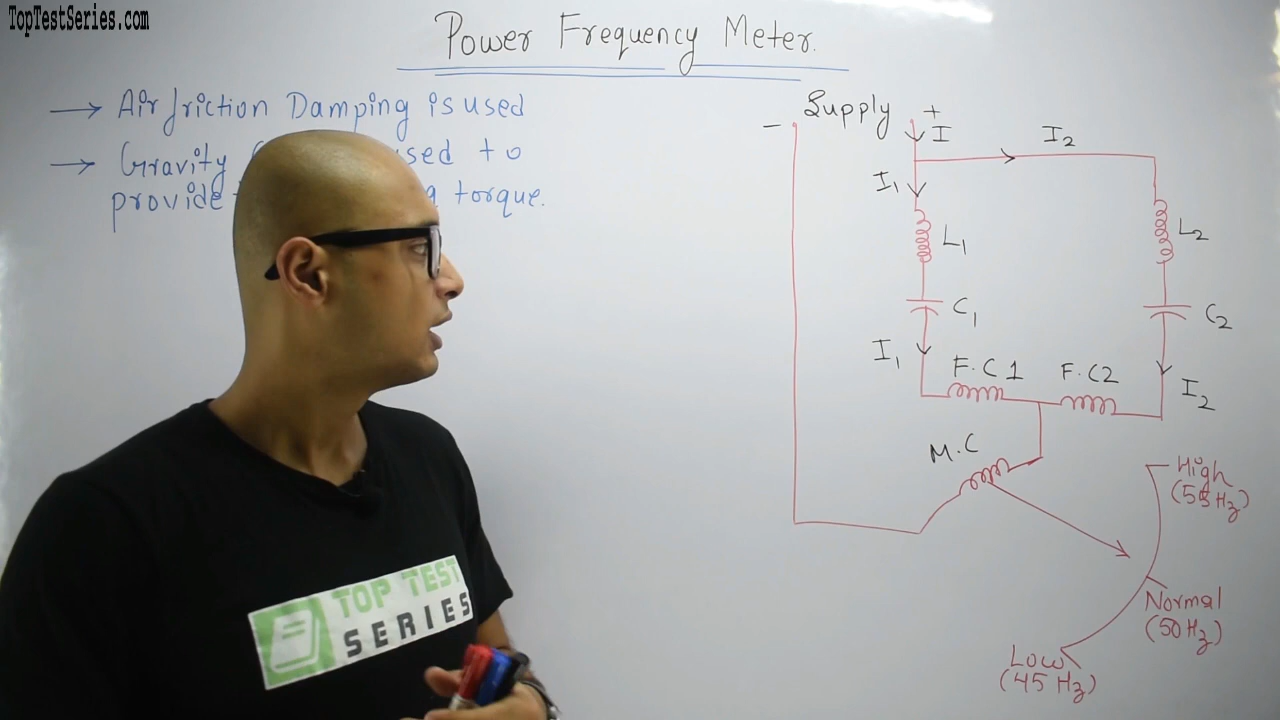 TopTestSeries.com
Power Frequency Meter.
→ Air friction Damping is used
→ Gravity used to
provide torque.
Supply
- +
I
I2
I1
L1
L2
C1
C2
I1
F.C1
F.C2
I2
M.C
High
(55 Hz)
Normal
(50 Hz)
Low
(45 Hz)
TOP TEST
SERIES